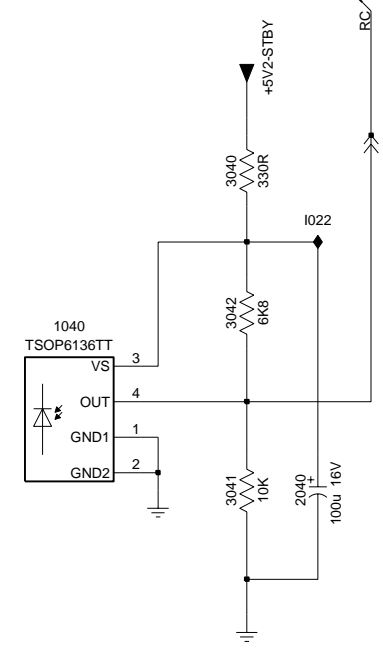 RC
+5V2-STBY
3040
330R
I022
3042
6K8
1040
TSOP6136TT
VS
3
OUT
4
GND1
1
GND2
2
3041
10K
2040
+
100u 16V